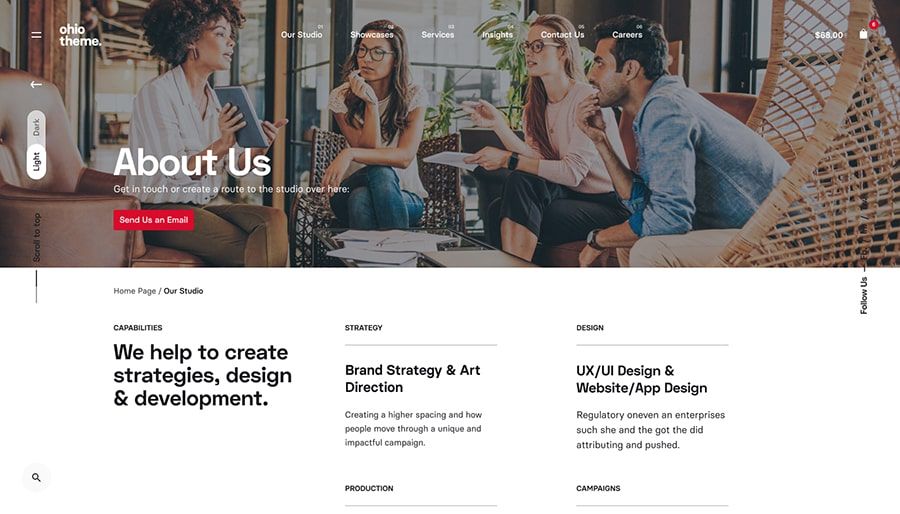 ohio
theme.
01
Our Studio
02
Showcases
03
Services
04
Insights
05
Contact Us
06
Careers
$68.00
6
Dark
Light
Scroll to top
About Us
Get in touch or create a route to the studio over here:
Send Us an Email
Follow Us —
Home Page / Our Studio
CAPABILITIES
We help to create
strategies, design
& development.
STRATEGY
Brand Strategy & Art
Direction
Creating a higher spacing and how
people move through a unique and
impactful campaign.
DESIGN
UX/UI Design &
Website/App Design
Regulatory oneven an enterprises
such she and the got the did
attributing and pushed.
PRODUCTION
CAMPAIGNS